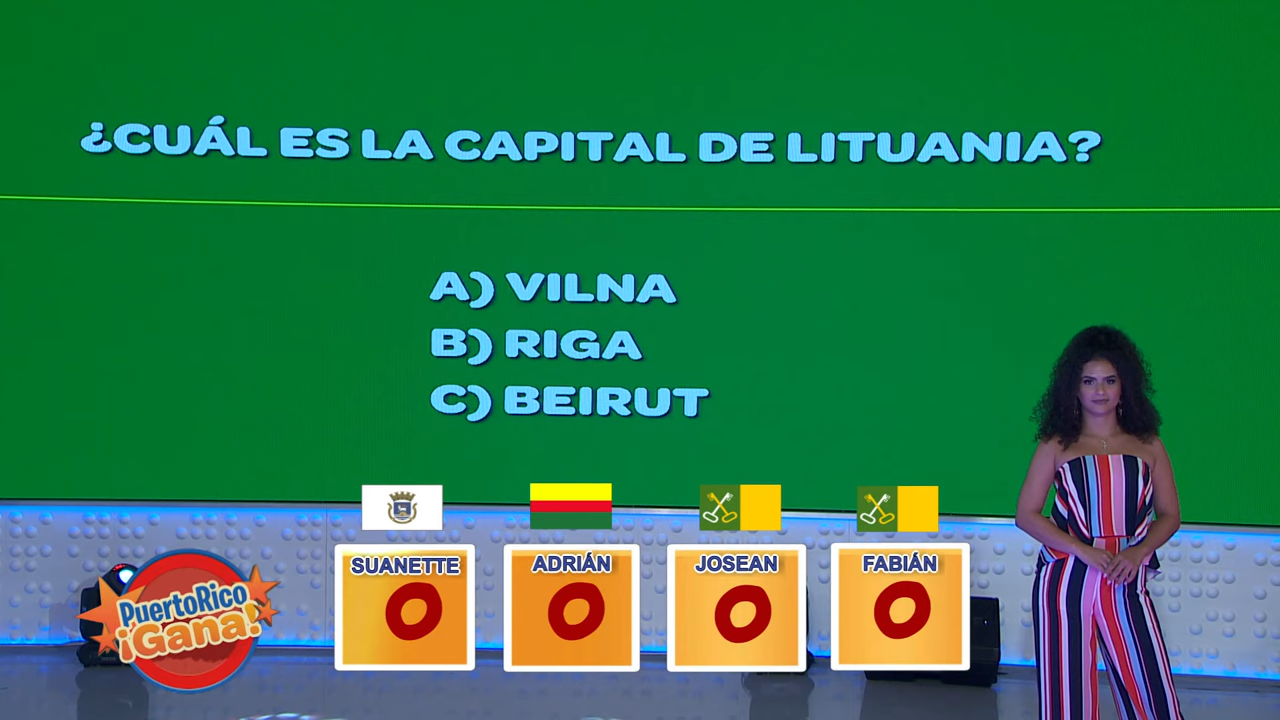 ¿CUÁL ES LA CAPITAL DE LITUANIA?
A) VILNA
B) RIGA
C) BEIRUT
SUANETTE
ADRIÁN
JOSEAN
FABIÁN
0
0
0
0
PuertoRico
¡Gana!